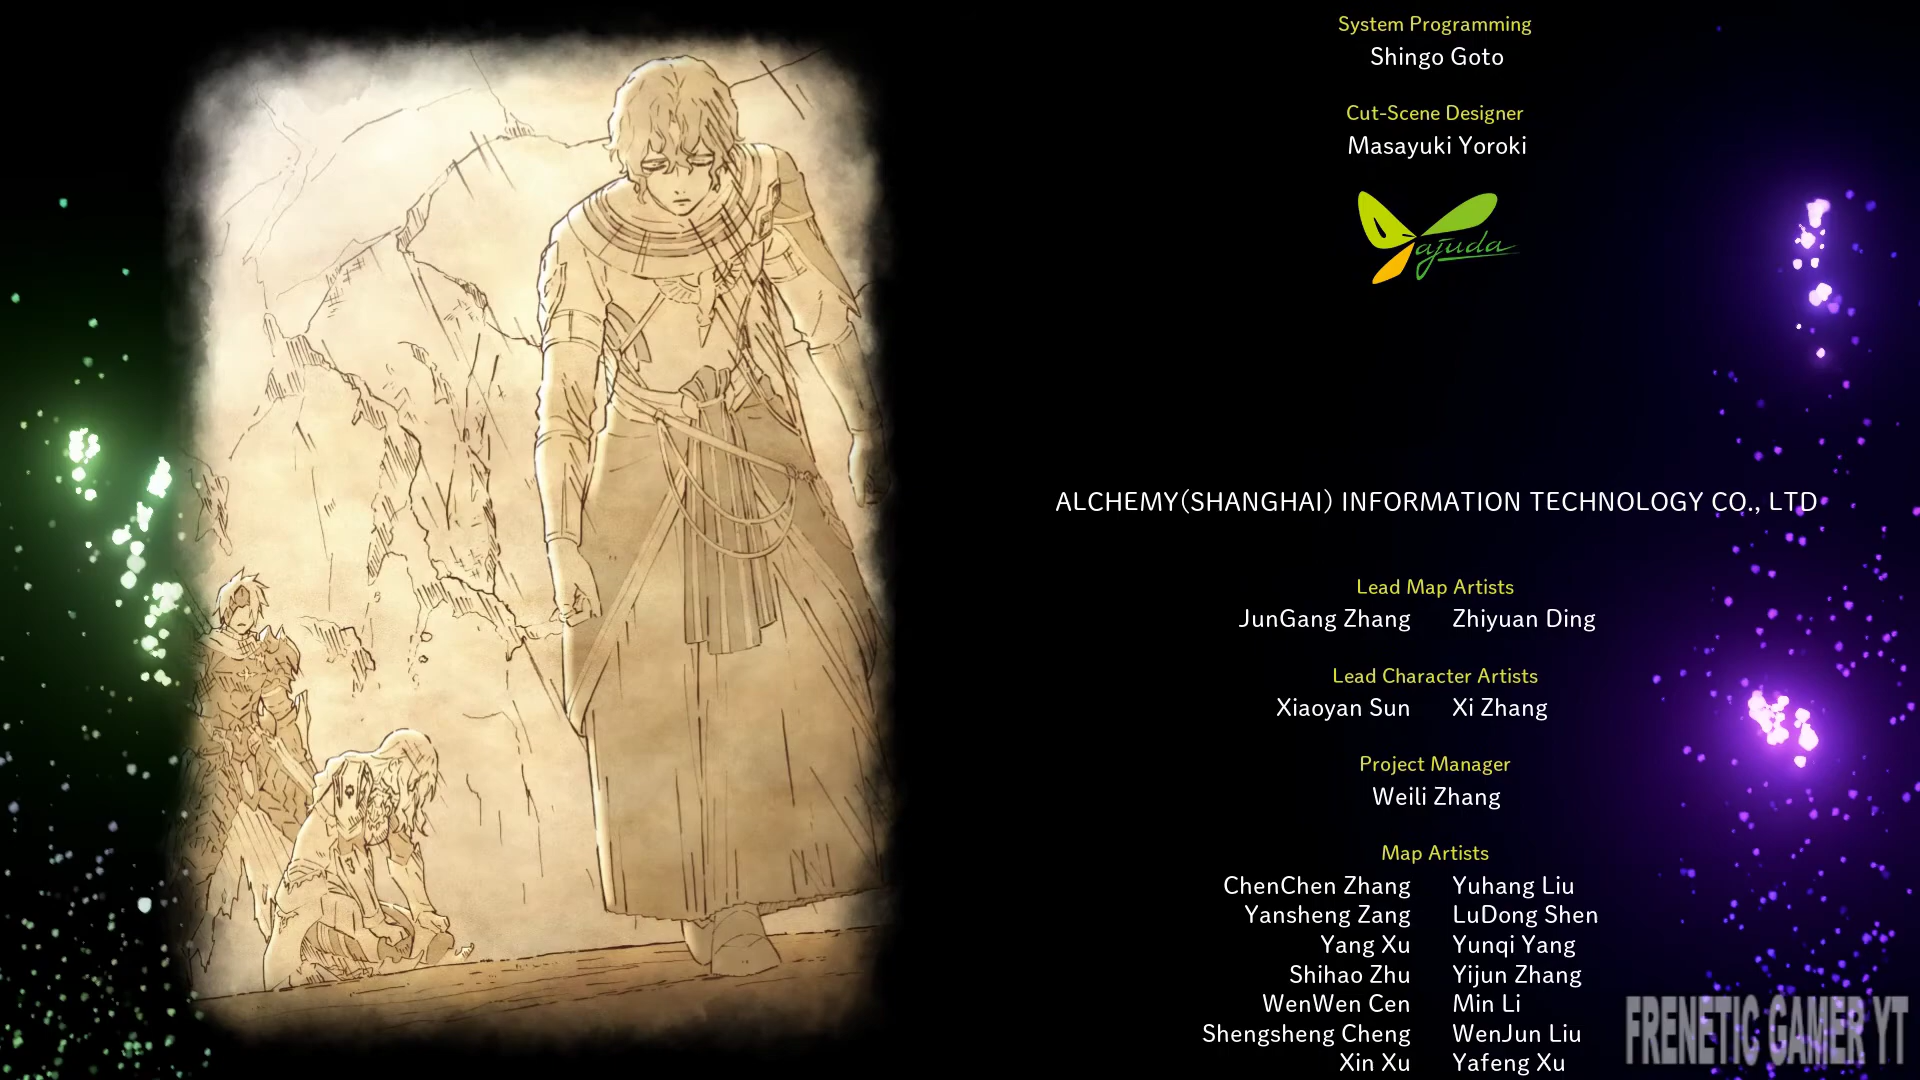 System Programming
Shingo Goto
Cut-Scene Designer
Masayuki Yoroki
Yajuda
ALCHEMY(SHANGHAI) INFORMATION TECHNOLOGY CO., LTD
Lead Map Artists
JunGang Zhang Zhiyuan Ding
Lead Character Artists
Xiaoyan Sun Xi Zhang
Project Manager
Weili Zhang
Map Artists
ChenChen Zhang Yuhang Liu
Yansheng Zang LuDong Shen
Yang Xu Yunqi Yang
Shihao Zhu Yijun Zhang
WenWen Cen Min Li
Shengsheng Cheng WenJun Liu
Xin Xu Yafeng Xu
FRENETIC GAMER YT